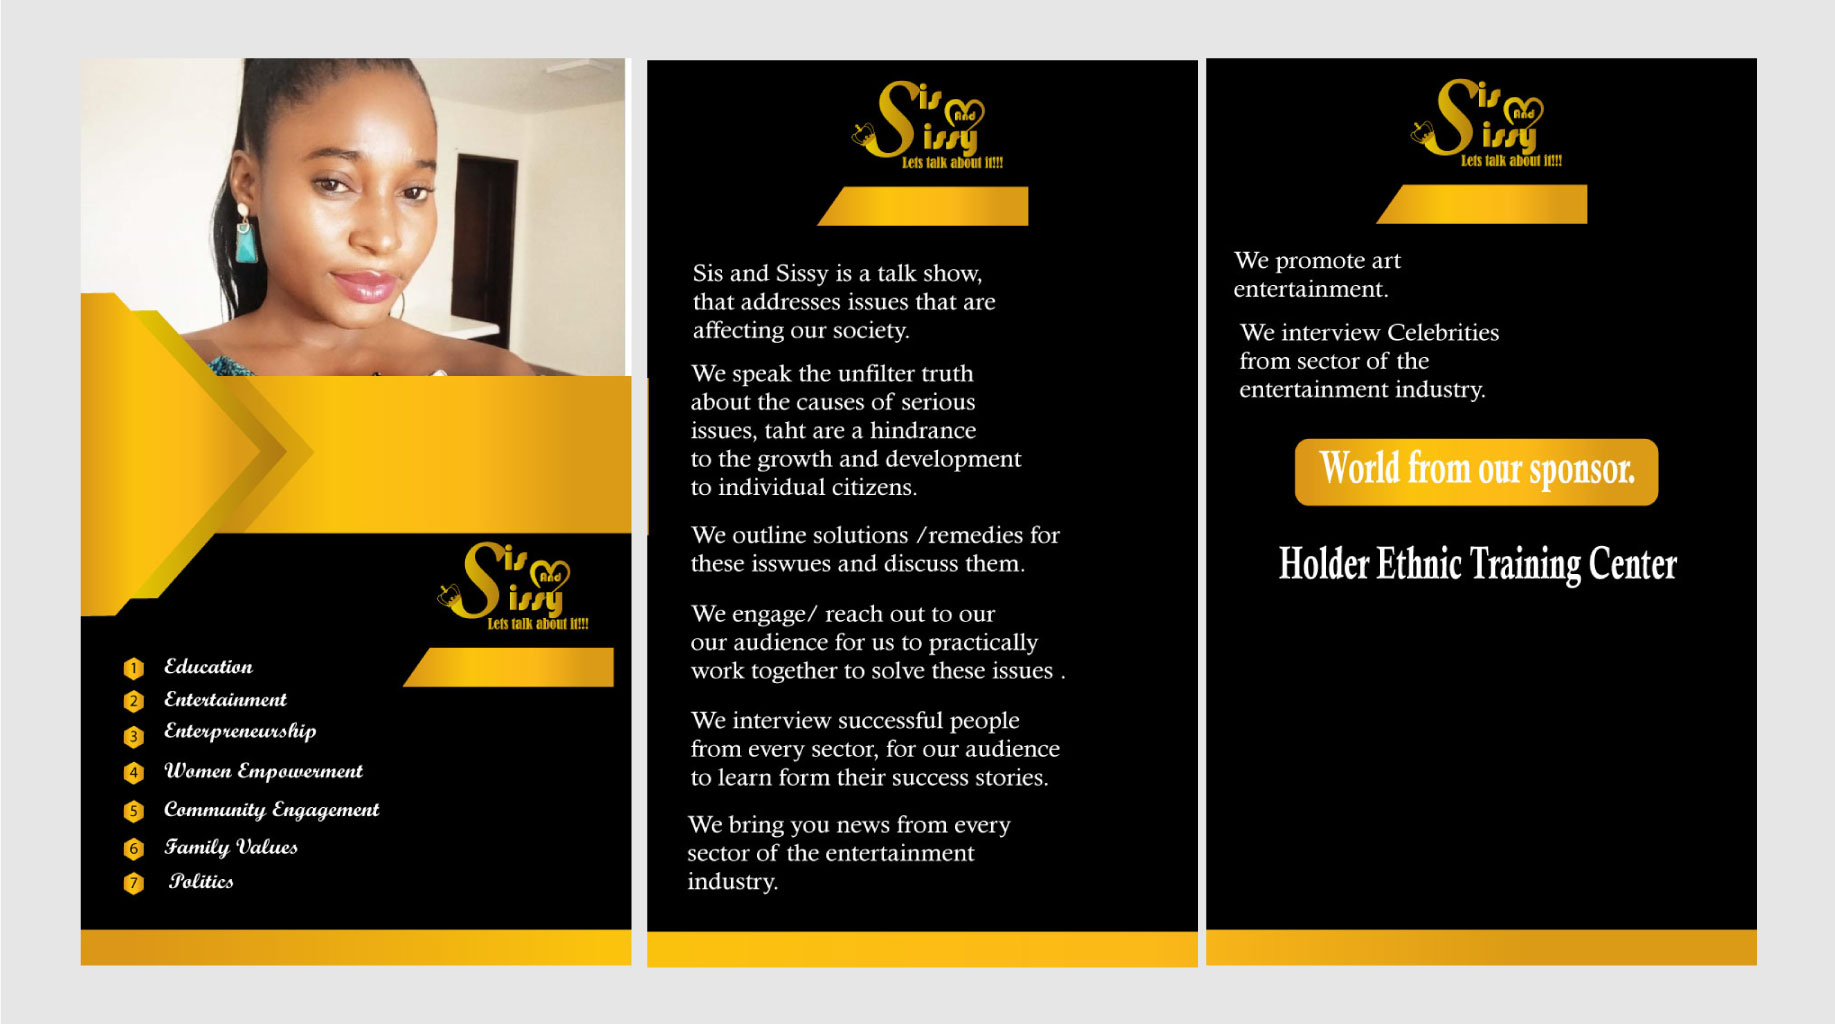 Sis
And
Sissy
Lets talk about it!!!
1 Education
2 Entertainment
3 Enterpreneurship
4 Women Empowerment
5 Community Engagement
6 Family Values
7 Politics
Sis
And
Sissy
Lets talk about it!!!
Sis and Sissy is a talk show,
that addresses issues that are
affecting our society.
We speak the unfilter truth
about the causes of serious
issues, taht are a hindrance
to the growth and development
to individual citizens.
We outline solutions /remedies for
these isswues and discuss them.
We engage/ reach out to our
our audience for us to practically
work together to solve these issues .
We interview successful people
from every sector, for our audience
to learn form their success stories.
We bring you news from every
sector of the entertainment
industry.
Sis
And
Sissy
Lets talk about it!!!
We promote art
entertainment.
We interview Celebrities
from sector of the
entertainment industry.
World from our sponsor.
Holder Ethnic Training Center